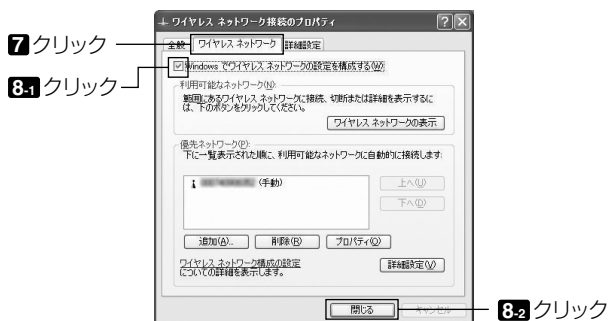 ワイヤレス ネットワーク接続のプロパティ
7 クリック
全般 ワイヤレス ネットワーク 詳細設定
8-1 クリック
Windows でワイヤレス ネットワークの設定を構成する(W)
利用可能なネットワーク(N):
範囲にあるワイヤレス ネットワークに接続、切断または詳細を表示するに
は、下のボタンをクリックしてください。
ワイヤレス ネットワークの表示
優先ネットワーク(P):
下に一覧表示された順に、利用可能なネットワークに自動的に接続します:
(手動)
上へ(U)
下へ(D)
追加(A)... 削除(R) プロパティ(O)
ワイヤレス ネットワーク構成の設定
についての詳細を表示します。
詳細設定(V)
閉じる キャンセル
8-2 クリック